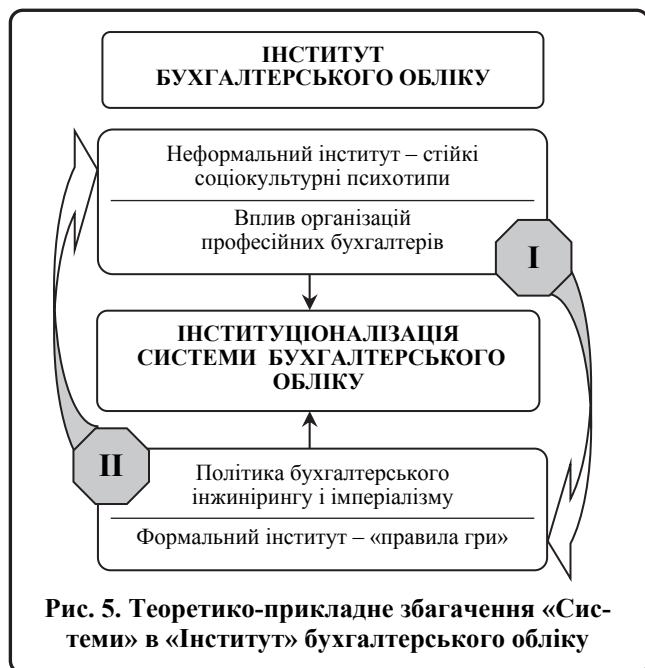 ІНСТИТУТ
БУХГАЛТЕРСЬКОГО ОБЛІКУ
Неформальний інститут – стійкі
соціокультурні психотипи
Вплив організацій
професійних бухгалтерів
I
ІНСТИТУЦІОНАЛІЗАЦІЯ
СИСТЕМИ БУХГАЛТЕРСЬКОГО
ОБЛІКУ
II
Політика бухгалтерського
інжинірингу і імперіалізму
Формальний інститут – «правила гри»
Рис. 5. Теоретико-прикладне збагачення «Сис-
теми» в «Інститут» бухгалтерського обліку